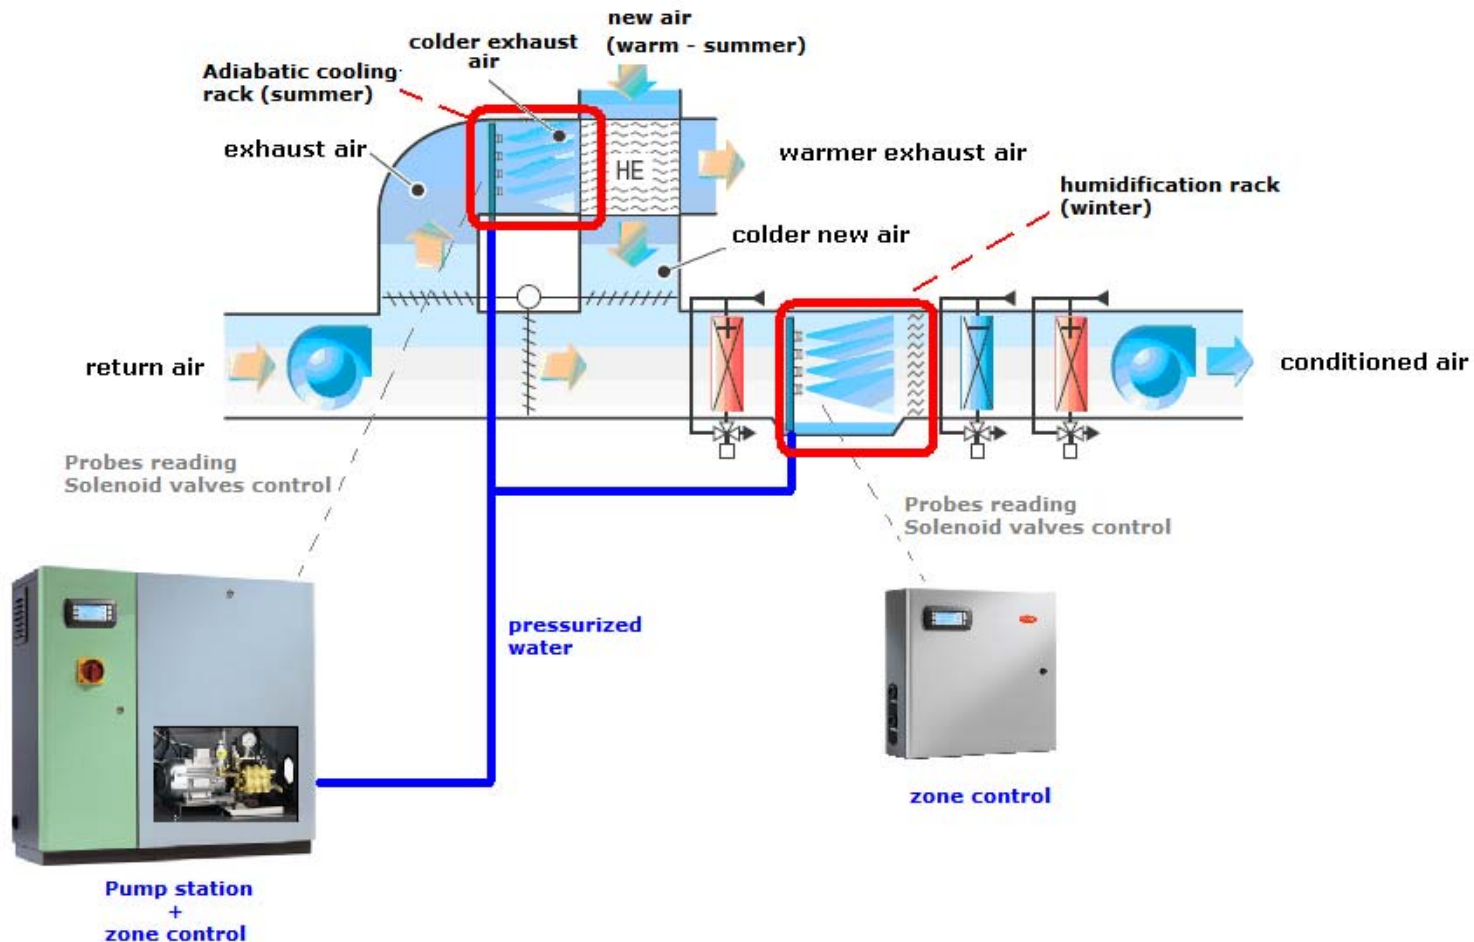 new air
(warm - summer)
colder exhaust
air
Adiabatic cooling
rack (summer)
exhaust air
HE
warmer exhaust air
humidification rack
(winter)
colder new air
return air
conditioned air
Probes reading
Solenoid valves control
Probes reading
Solenoid valves control
pressurized
water
zone control
Pump station
+
zone control